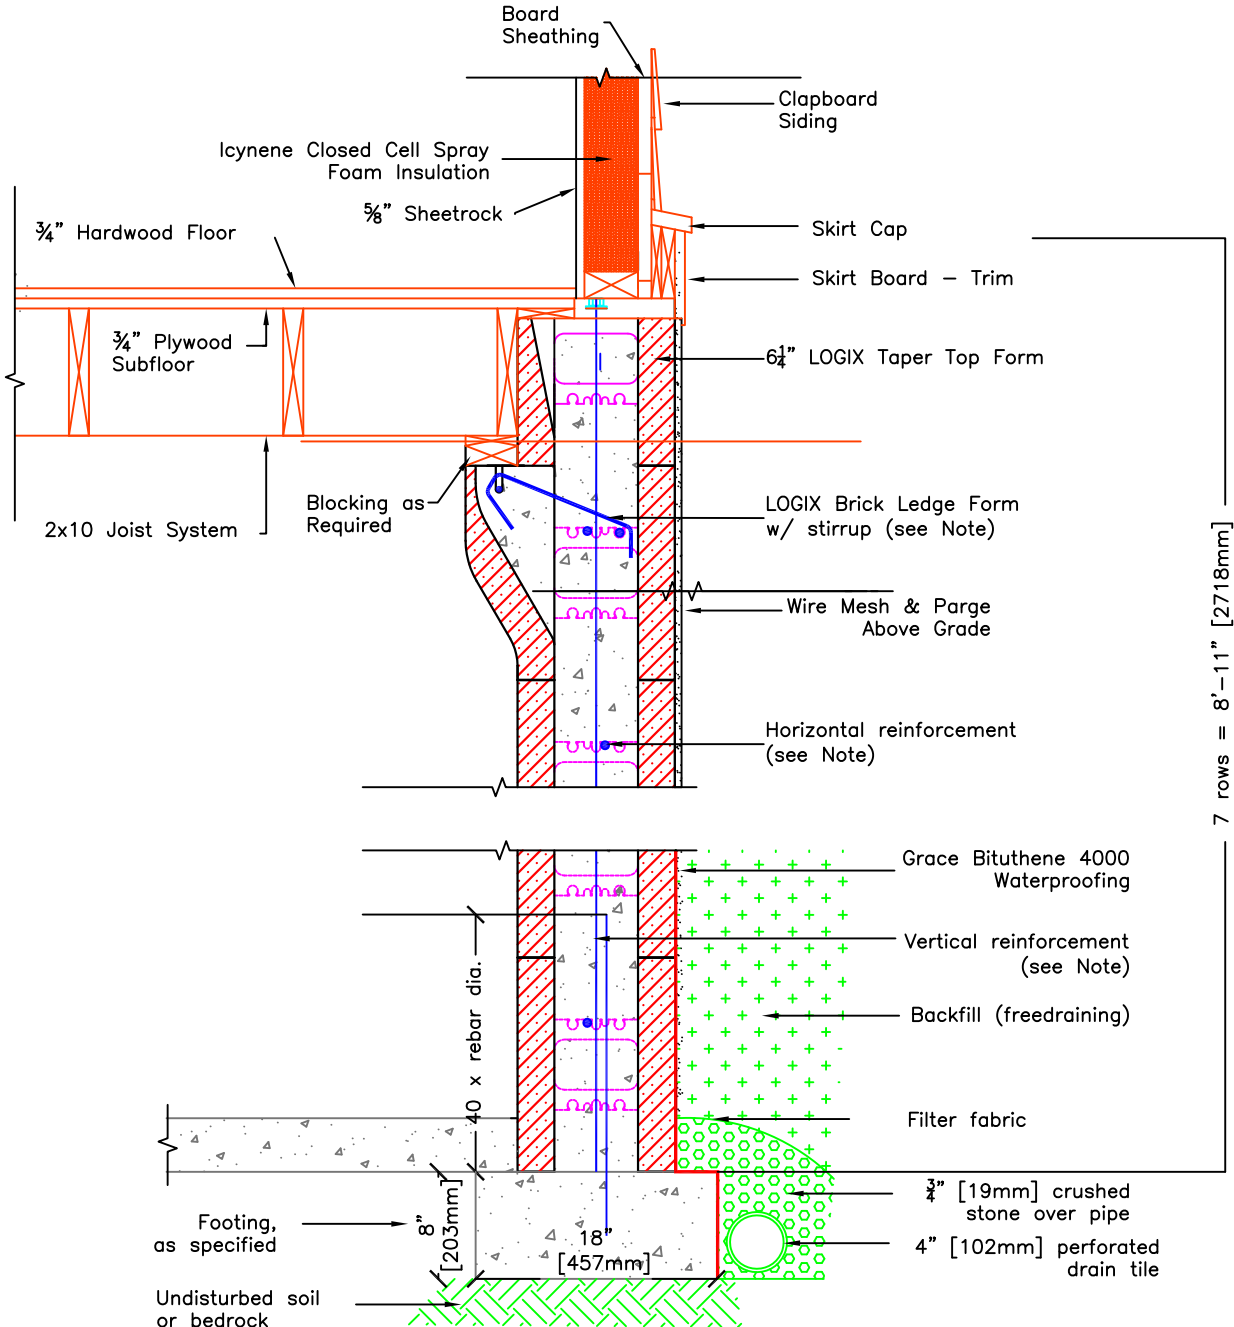 Board
Sheathing
Clapboard
Siding
Icynene Closed Cell Spray
Foam Insulation
⅝" Sheetrock
¾" Hardwood Floor
Skirt Cap
Skirt Board - Trim
¾" Plywood
Subfloor
6¼" LOGIX Taper Top Form
Blocking as
Required
2x10 Joist System
LOGIX Brick Ledge Form
w/ stirrup (see Note)
Wire Mesh & Parge
Above Grade
7 rows = 8'-11" [2718mm]
Horizontal reinforcement
(see Note)
Grace Bituthene 4000
Waterproofing
Vertical reinforcement
(see Note)
40 x rebar dia.
Backfill (freedraining)
Filter fabric
¾" [19mm] crushed
stone over pipe
Footing,
as specified
8"
[203mm]
18"
[457mm]
4" [102mm] perforated
drain tile
Undisturbed soil
or bedrock